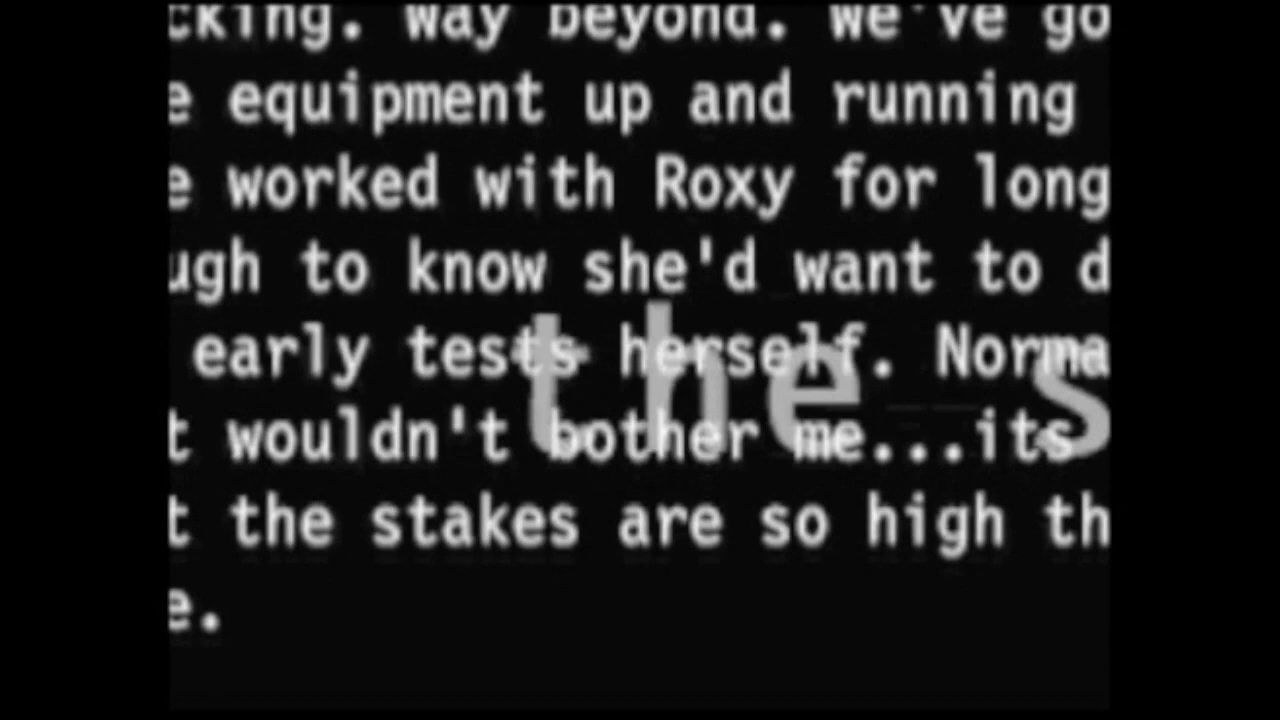 cking. Way beyond. We've go
e equipment up and running
e worked with Roxy for long
ugh to know she'd want to d
early tests herself. Norma
t wouldn't bother me...its
t the stakes are so high th
e.
the s